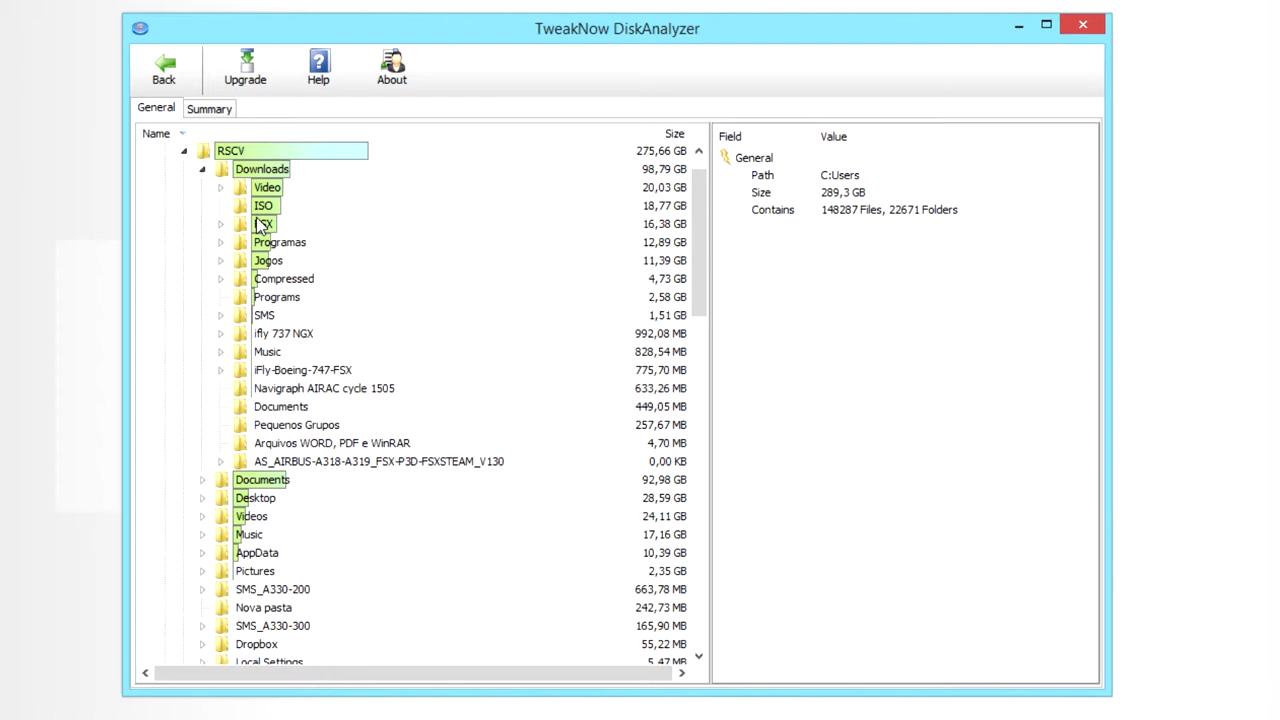 TweakNow DiskAnalyzer
Back
Upgrade
Help
About
General
Summary
Name
Size
RSCV 275,66 GB
Downloads 98,79 GB
Video 20,03 GB
ISO 18,77 GB
16,38 GB
Programas 12,89 GB
Jogos 11,39 GB
Compressed 4,73 GB
Programs 2,58 GB
SMS 1,51 GB
ifly 737 NGX 992,08 MB
Music 828,54 MB
iFly-Boeing-747-FSX 775,70 MB
Navigraph AIRAC cycle 1505 633,26 MB
Documents 449,05 MB
Pequenos Grupos 257,67 MB
Arquivos WORD, PDF e WinRAR 4,70 MB
AS_AIRBUS-A318-A319_FSX-P3D-FSXSTEAM_V130 0,00 KB
Documents 92,98 GB
Desktop 28,59 GB
Videos 24,11 GB
Music 17,16 GB
AppData 10,39 GB
Pictures 2,35 GB
SMS_A330-200 663,78 MB
Nova pasta 242,73 MB
SMS_A330-300 165,90 MB
Dropbox 55,22 MB
Local Settings 5,47 MB
Field Value
General
Path C:Users
Size 289,3 GB
Contains 148287 Files, 22671 Folders